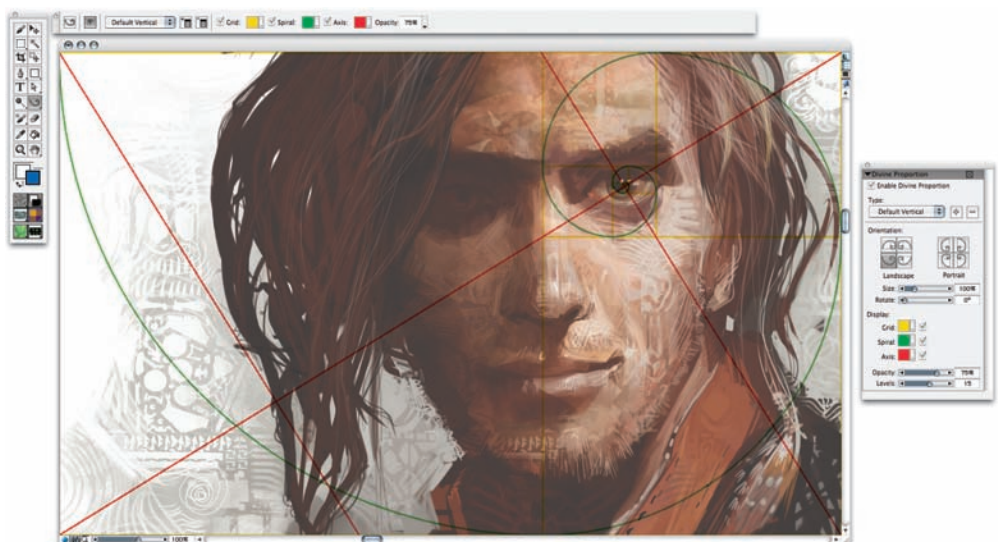 Default Vertical Grid: Spiral: Axis: Opacity: 75%
T
100%
Divine Proportion
Enable Divine Proportion
Type:
Default Vertical
Orientation:
Landscape Portrait
Size: 100%
Rotate: 0°
Display:
Grid:
Spiral:
Axis:
Opacity: 75%
Levels: 15